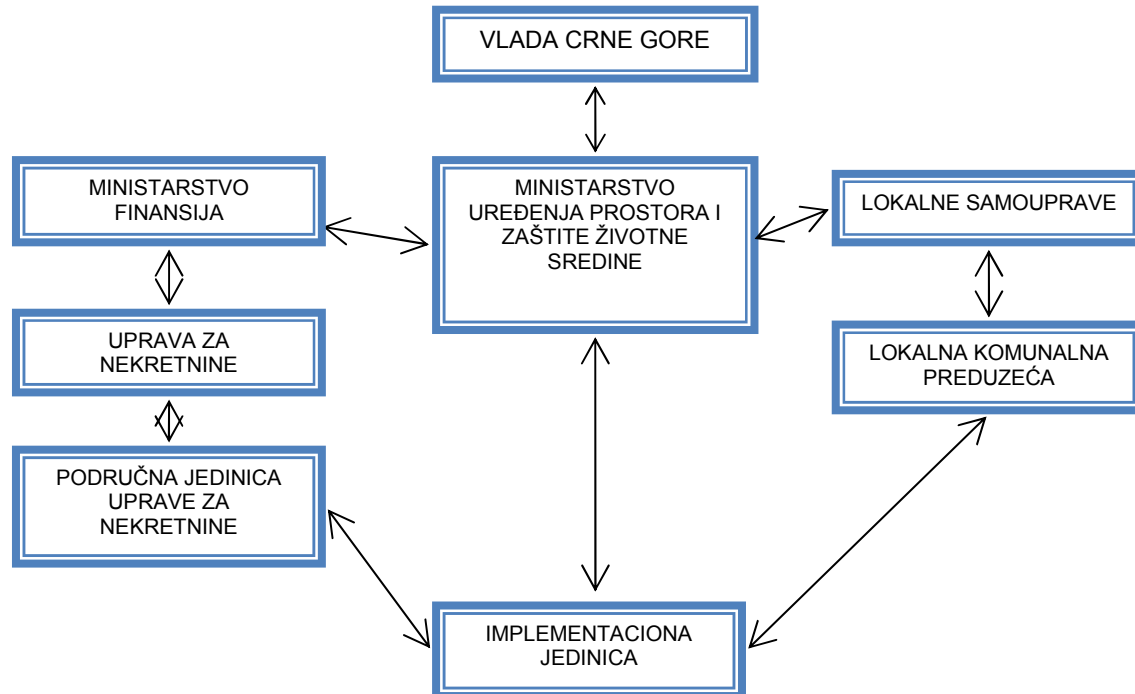 VLADA CRNE GORE
MINISTARSTVO
FINANSIJA
MINISTARSTVO
UREĐENJA PROSTORA I
ZAŠTITE ŽIVOTNE
SREDINE
LOKALNE SAMOUPRAVE
UPRAVA ZA
NEKRETNINE
LOKALNA KOMUNALNA
PREDUZEĆA
PODRUČNA JEDINICA
UPRAVE ZA
NEKRETNINE
IMPLEMENTACIONA
JEDINICA